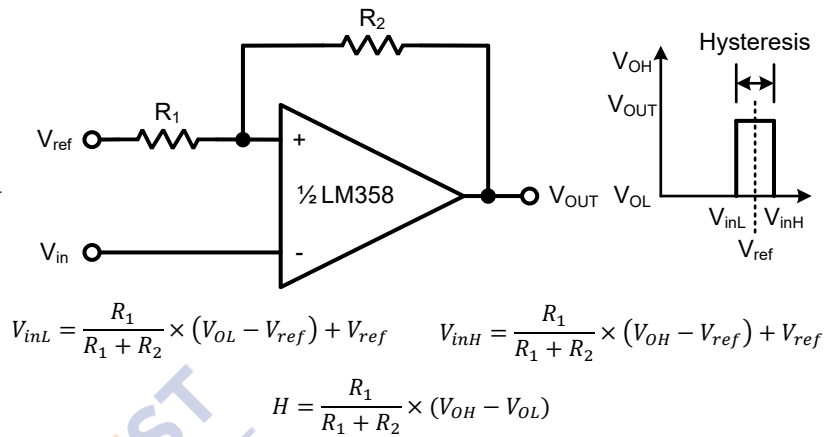 R2
R1
Vref
+
½ LM358
VOUT
Vin
-
Hysteresis
VOH
VOUT
VOL
VinL
VinH
Vref
VinL = R1 / (R1 + R2) × (VOL − Vref) + Vref
VinH = R1 / (R1 + R2) × (VOH − Vref) + Vref
H = R1 / (R1 + R2) × (VOH − VOL)
ST